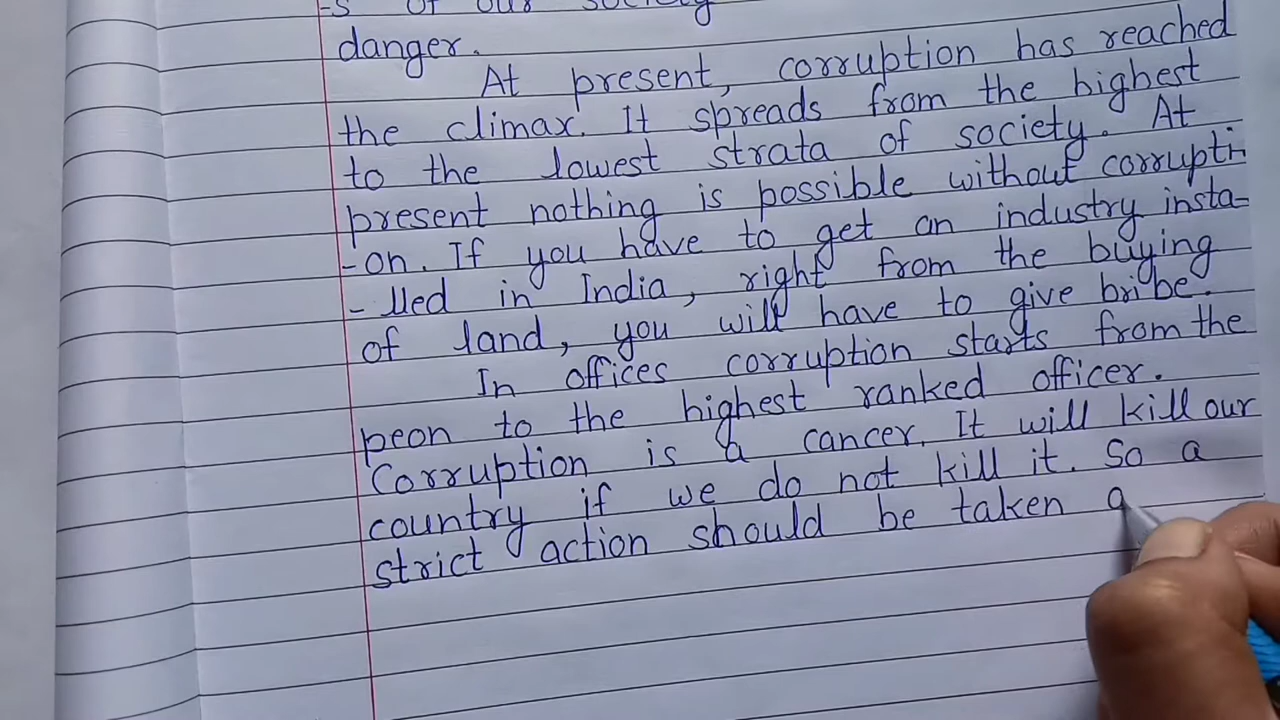 -s of our society
danger.
At present, corruption has reached
the climax. It spreads from the highest
to the lowest strata of society. At
present nothing is possible without corrupti
-on. If you have to get an industry insta-
-lled in India, right from the buying
of land, you will have to give bribe.
In offices corruption starts from the
peon to the highest ranked officer.
Corruption is a cancer. It will kill our
country if we do not kill it. So a
strict action should be taken a